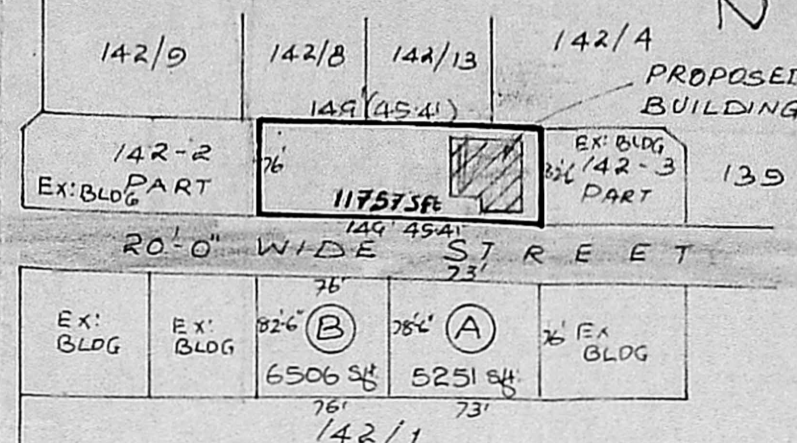 N
142/9
142/8
142/13
142/4
PROPOSED
BUILDING
149' (45·41)
142-2
PART
EX: BLDG
76'
11757 Sft
149' 45·41
EX: BLDG
142-3
PART
139
20'-0" WIDE STREET
73'
76'
EX:
BLDG
EX:
BLDG
82'-6"
B
6506 Sft
76'
78'-6"
A
5251 Sft
73'
76'
EX
BLDG
142/1